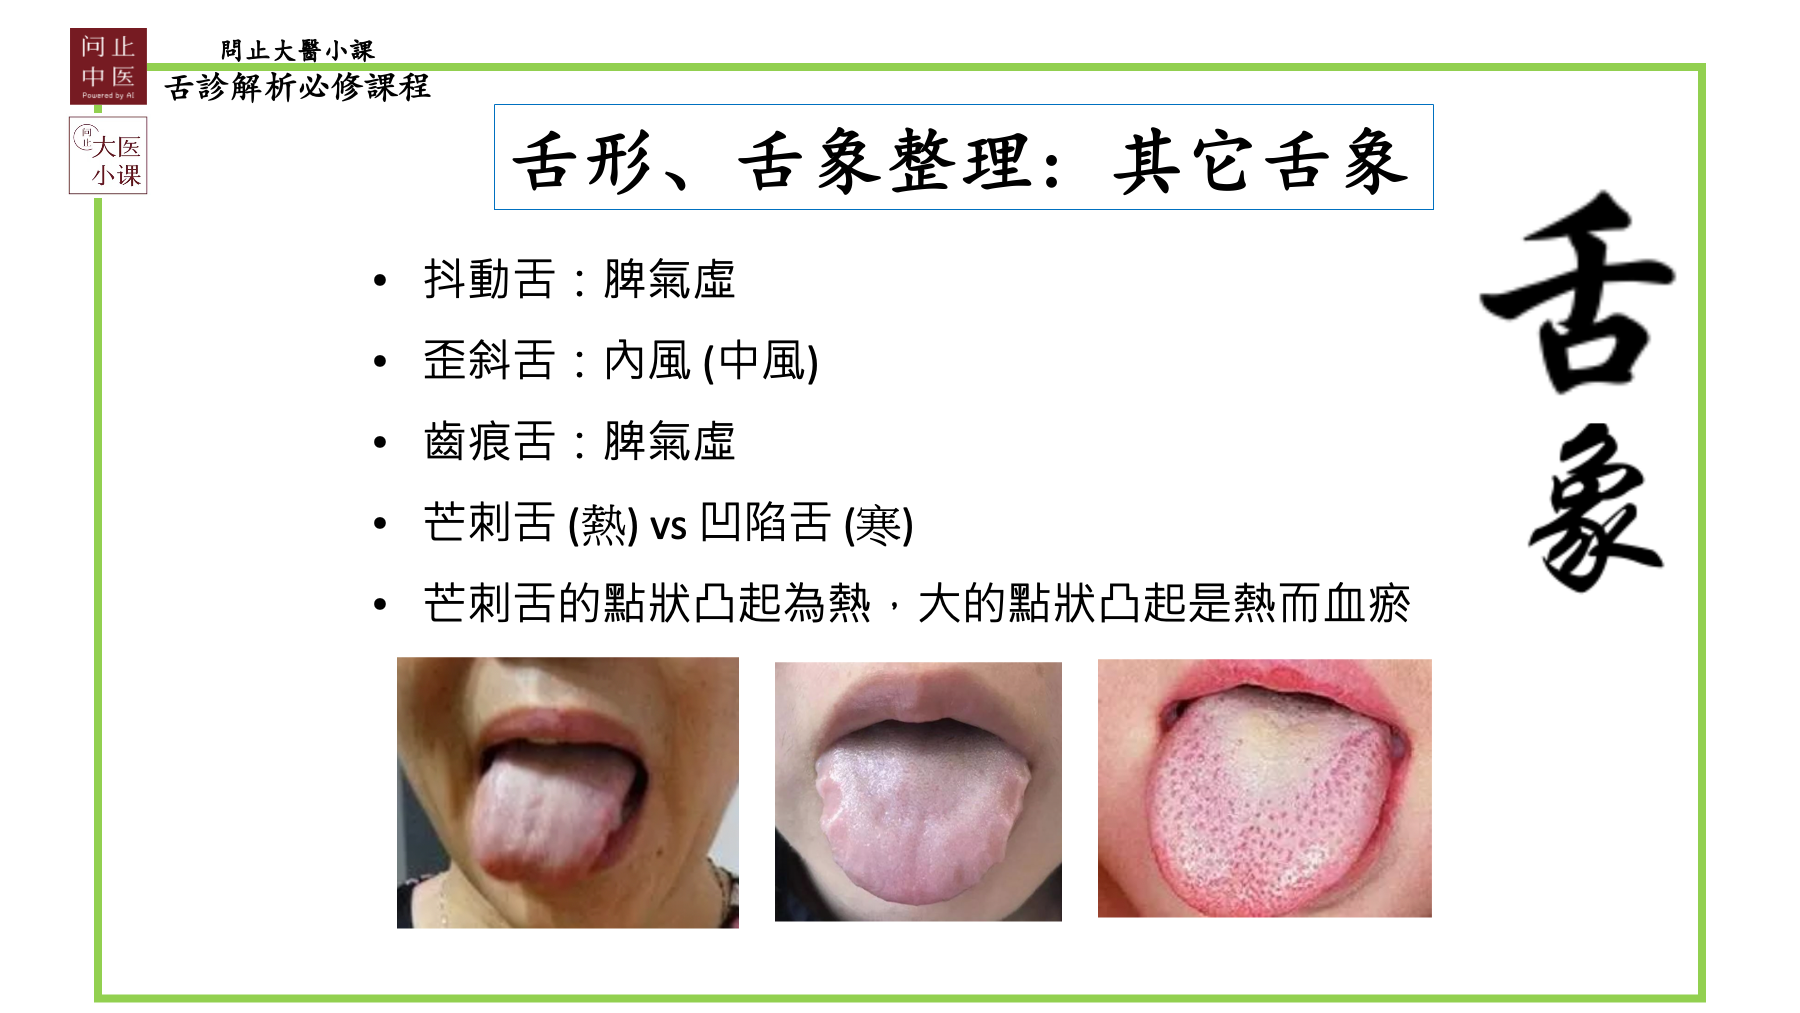 问止
中医
Powered by AI
問止大醫小課
舌診解析必修課程
问止
大医
小课
舌形、舌象整理：其它舌象
• 抖動舌：脾氣虛
• 歪斜舌：內風 (中風)
• 齒痕舌：脾氣虛
• 芒刺舌 (熱) vs 凹陷舌 (寒)
• 芒刺舌的點狀凸起為熱，大的點狀凸起是熱而血瘀
舌
象